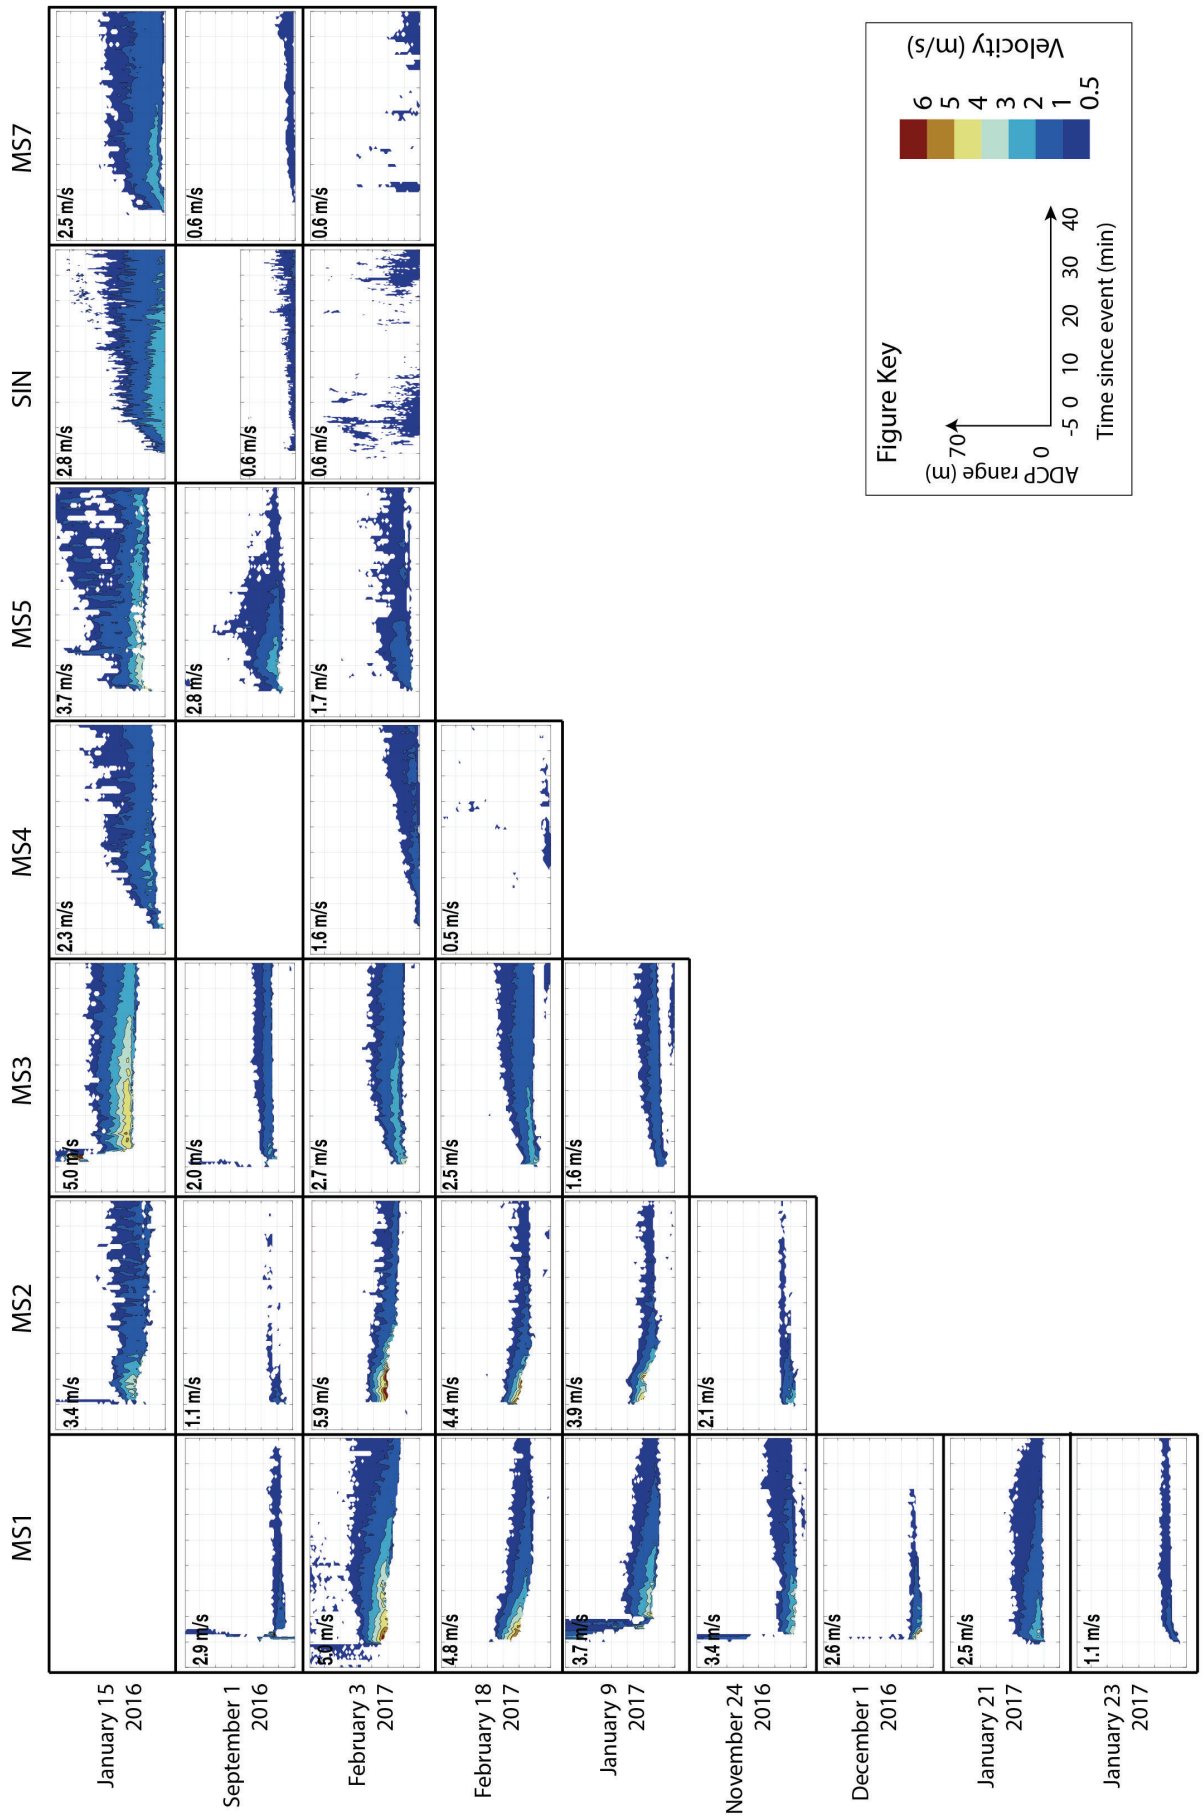 MS1
MS2
MS3
MS4
MS5
SIN
MS7
January 15
2016
3.4 m/s
5.0 m/s
2.3 m/s
3.7 m/s
2.8 m/s
2.5 m/s
September 1
2016
2.9 m/s
1.1 m/s
2.0 m/s
2.8 m/s
0.6 m/s
0.6 m/s
February 3
2017
5.0 m/s
5.9 m/s
2.7 m/s
1.6 m/s
1.7 m/s
0.6 m/s
0.6 m/s
February 18
2017
4.8 m/s
4.4 m/s
2.5 m/s
0.5 m/s
January 9
2017
3.7 m/s
3.9 m/s
1.6 m/s
November 24
2016
3.4 m/s
2.1 m/s
December 1
2016
2.6 m/s
January 21
2017
2.5 m/s
January 23
2017
1.1 m/s
Figure Key
ADCP range (m)
70
0
-5 0 10 20 30 40
Time since event (min)
6
5
4
3
2
1
0.5
Velocity (m/s)